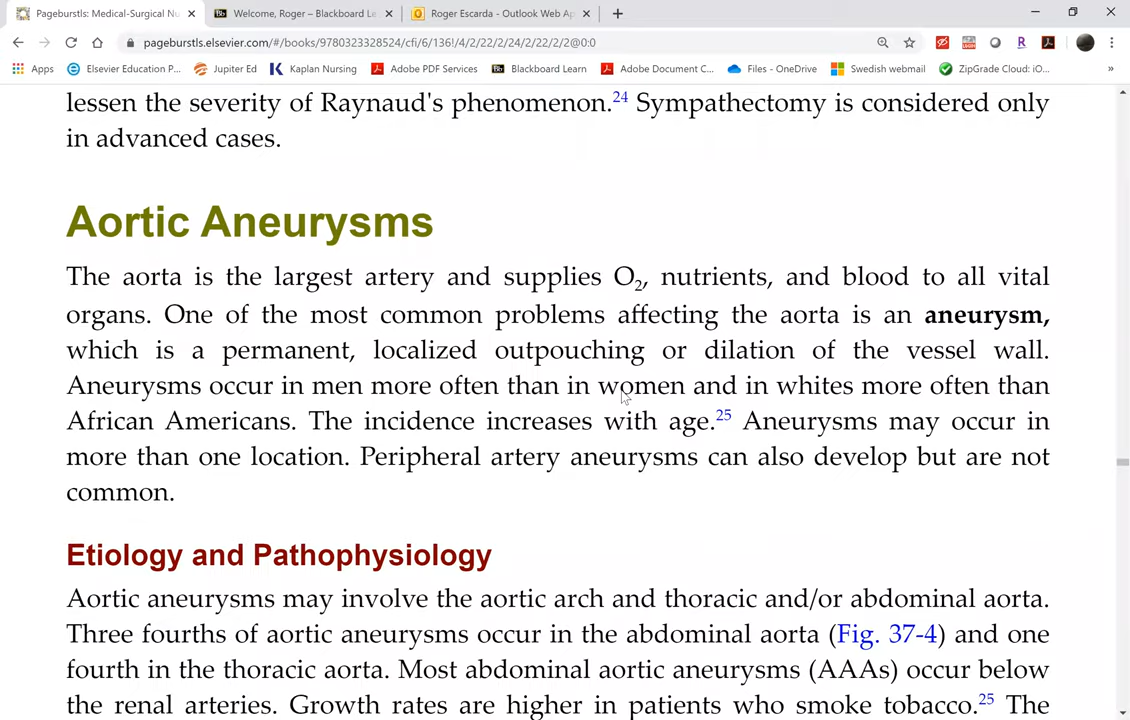 Pageburstls: Medical-Surgical Nu
Welcome, Roger – Blackboard Le
Roger Escarda - Outlook Web Ap
pageburstls.elsevier.com/#/books/9780323328524/cfi/6/136!/4/2/22/2/24/2/22/2/2@0:0
Apps
Elsevier Education P...
Jupiter Ed
Kaplan Nursing
Adobe PDF Services
Blackboard Learn
Adobe Document C...
Files - OneDrive
Swedish webmail
ZipGrade Cloud: iO...
»
lessen the severity of Raynaud's phenomenon.24 Sympathectomy is considered only
in advanced cases.
Aortic Aneurysms
The aorta is the largest artery and supplies O2, nutrients, and blood to all vital
organs. One of the most common problems affecting the aorta is an aneurysm,
which is a permanent, localized outpouching or dilation of the vessel wall.
Aneurysms occur in men more often than in women and in whites more often than
African Americans. The incidence increases with age.25 Aneurysms may occur in
more than one location. Peripheral artery aneurysms can also develop but are not
common.
Etiology and Pathophysiology
Aortic aneurysms may involve the aortic arch and thoracic and/or abdominal aorta.
Three fourths of aortic aneurysms occur in the abdominal aorta (Fig. 37-4) and one
fourth in the thoracic aorta. Most abdominal aortic aneurysms (AAAs) occur below
the renal arteries. Growth rates are higher in patients who smoke tobacco.25 The